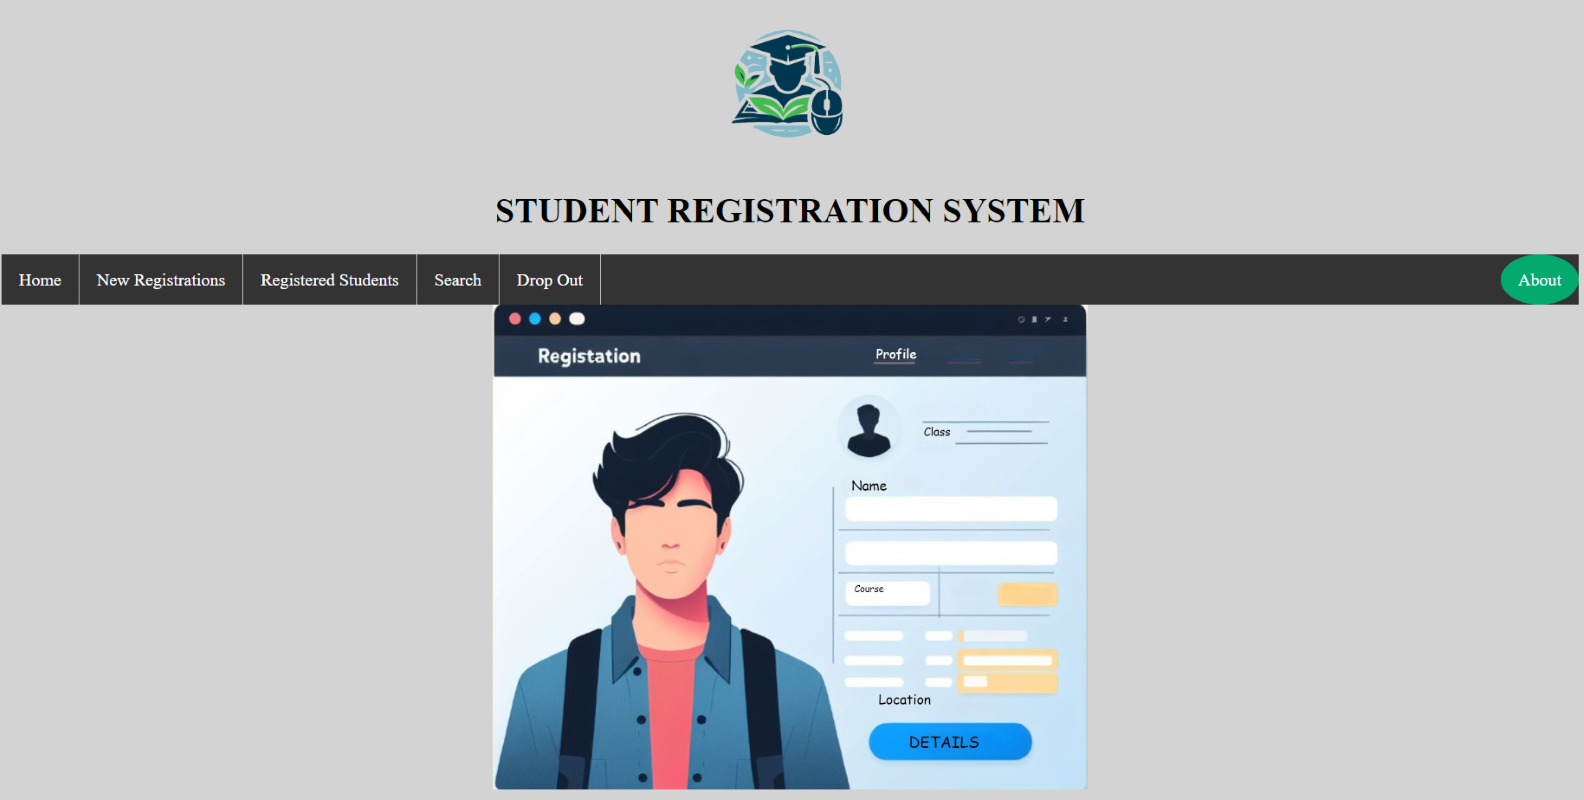 STUDENT REGISTRATION SYSTEM
Home New Registrations Registered Students Search Drop Out About
Registation Profile
Class
Name
Course
Location
DETAILS